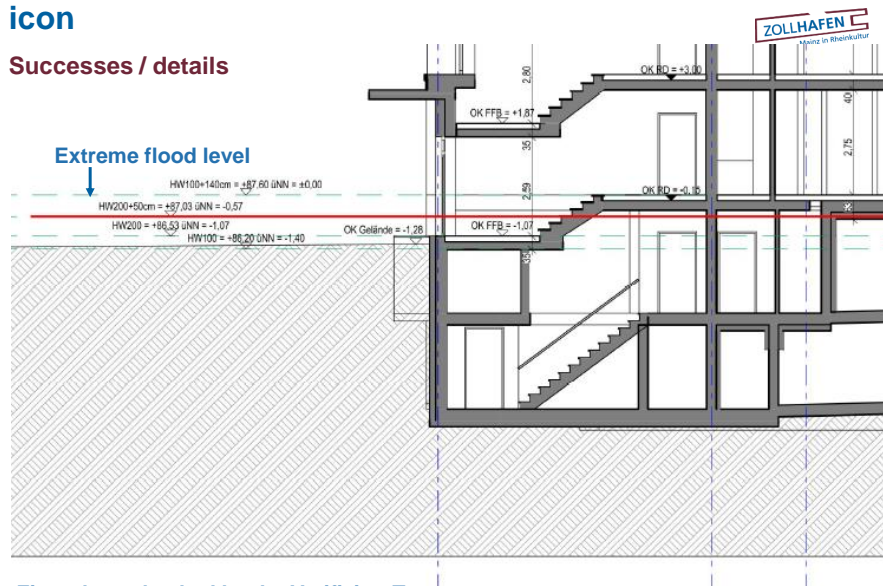 icon
ZOLLHAFEN
Mainz in Rheinkultur
Successes / details
Extreme flood level
HW100+140cm = +87,60 üNN = ±0,00
HW200+50cm = +87,03 üNN = -0,57
HW200 = +86,53 üNN = -1,07
HW100 = +86,20 üNN = -1,40
OK Gelände = -1,28
OK FFB = -1,07
OK FFB = +1,87
OK RD = +3,00
OK RD = -0,15
2,80
35
2,59
35
40
2,75